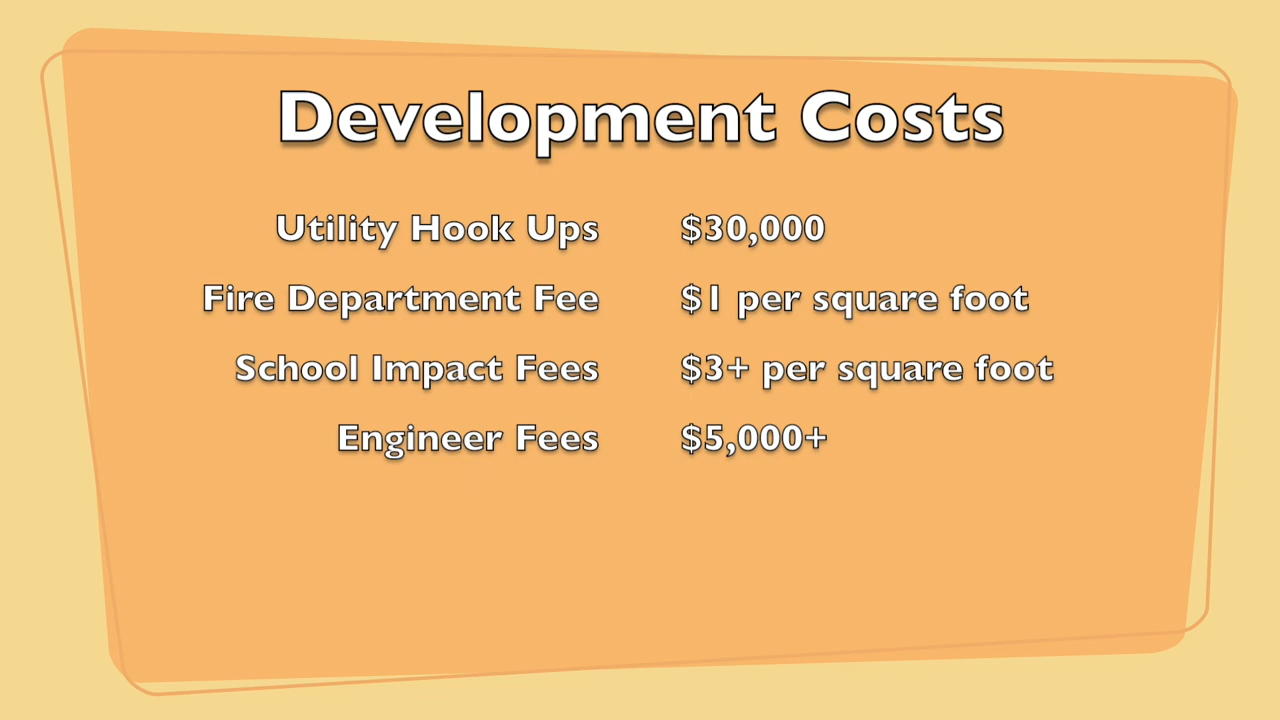 Development Costs
Utility Hook Ups $30,000
Fire Department Fee $1 per square foot
School Impact Fees $3+ per square foot
Engineer Fees $5,000+